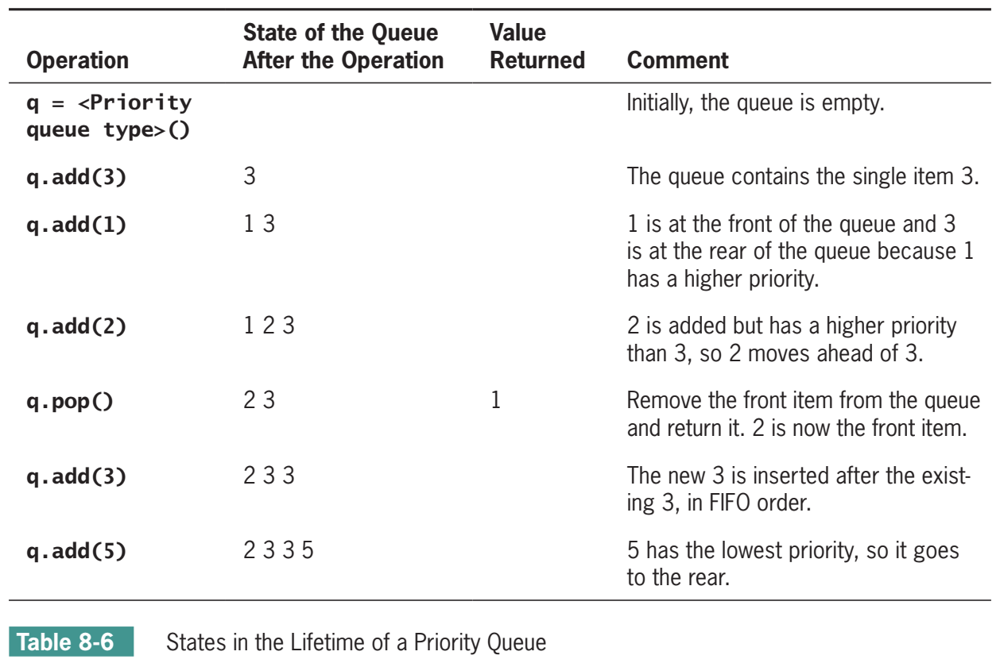 Operation
State of the Queue
After the Operation
Value
Returned
Comment
q = <Priority
queue type>()
Initially, the queue is empty.
q.add(3)
3
The queue contains the single item 3.
q.add(1)
1 3
1 is at the front of the queue and 3
is at the rear of the queue because 1
has a higher priority.
q.add(2)
1 2 3
2 is added but has a higher priority
than 3, so 2 moves ahead of 3.
q.pop()
2 3
1
Remove the front item from the queue
and return it. 2 is now the front item.
q.add(3)
2 3 3
The new 3 is inserted after the exist-
ing 3, in FIFO order.
q.add(5)
2 3 3 5
5 has the lowest priority, so it goes
to the rear.
Table 8-6 States in the Lifetime of a Priority Queue